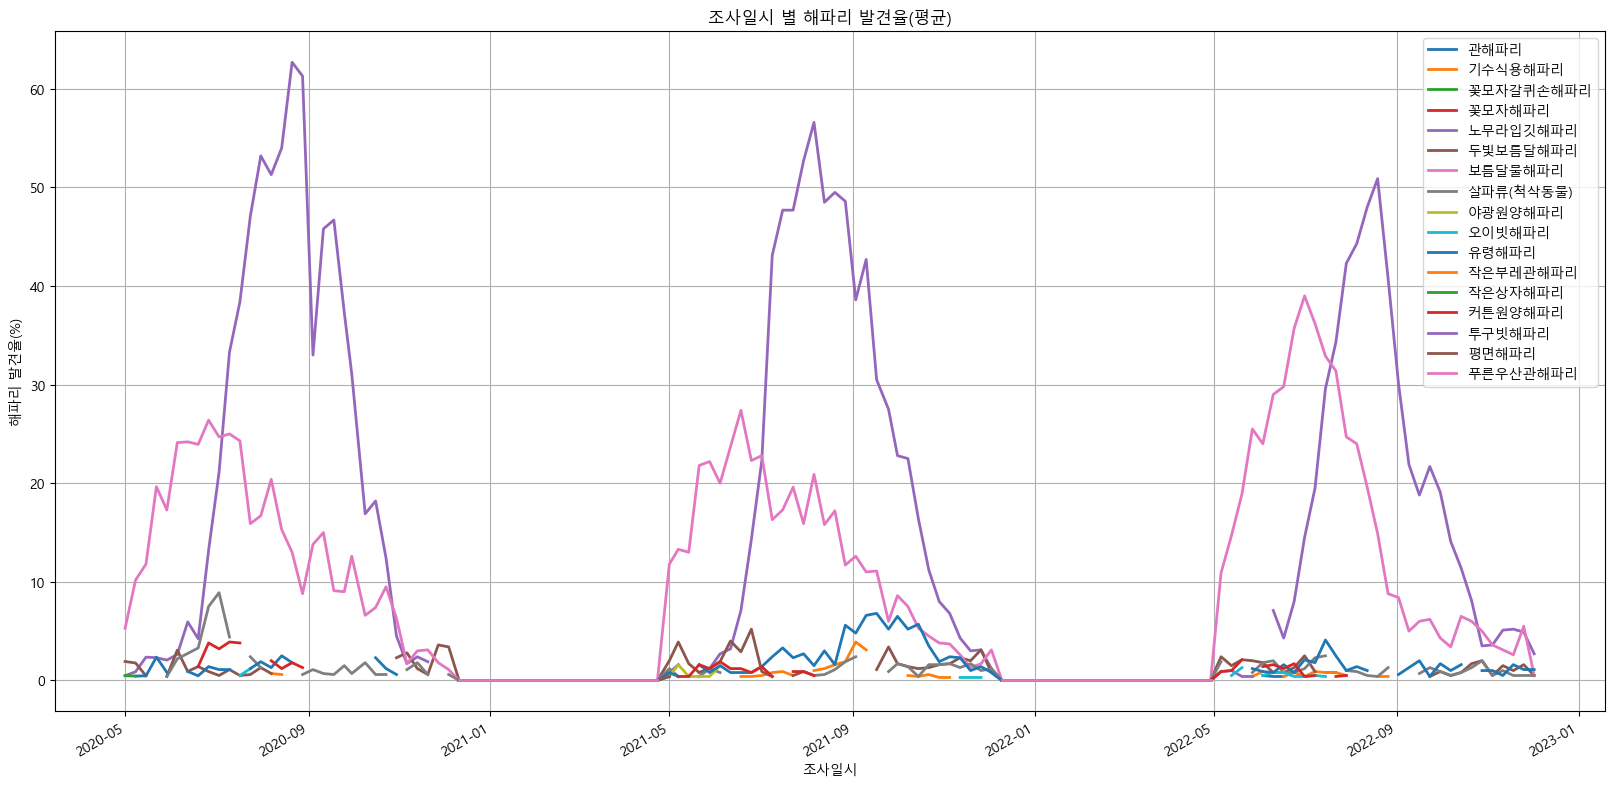 조사일시 별 해파리 발견율(평균)
해파리 발견율(%)
60
50
40
30
20
10
0
관해파리
기수식용해파리
꽃모자갈퀴손해파리
꽃모자해파리
노무라입깃해파리
두빛보름달해파리
보름달물해파리
살파류(척삭동물)
야광원양해파리
오이빗해파리
유령해파리
작은부레관해파리
작은상자해파리
커튼원양해파리
투구빗해파리
평면해파리
푸른우산관해파리
2020-05
2020-09
2021-01
2021-05
2021-09
2022-01
2022-05
2022-09
2023-01
조사일시